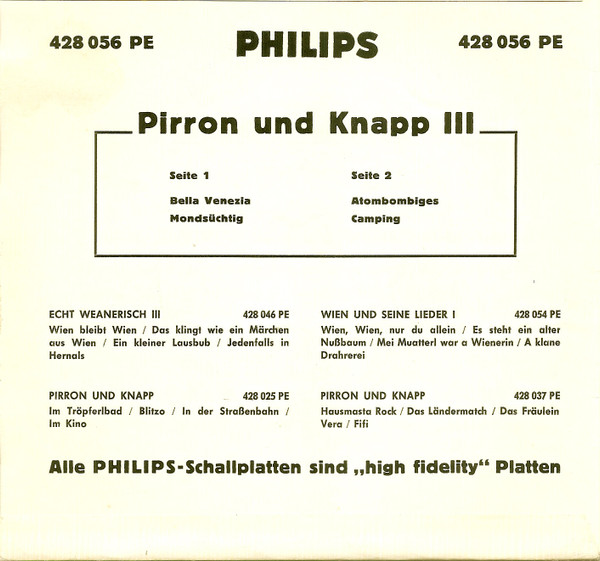 428 056 PE PHILIPS 428 056 PE
Pirron und Knapp III
Seite 1
Bella Venezia
Mondsüchtig
Seite 2
Atombombiges
Camping
ECHT WEANERISCH III 428 046 PE
Wien bleibt Wien / Das klingt wie ein Märchen
aus Wien / Ein kleiner Lausbub / Jedenfalls in
Hernals
WIEN UND SEINE LIEDER I 428 054 PE
Wien, Wien, nur du allein / Es steht ein alter
Nußbaum / Mei Muatterl war a Wienerin / A klane
Drahrerei
PIRRON UND KNAPP 428 025 PE
Im Tröpferlbad / Blitzo / In der Straßenbahn /
Im Kino
PIRRON UND KNAPP 428 037 PE
Hausmasta Rock / Das Ländermatch / Das Fräulein
Vera / Fifi
Alle PHILIPS-Schallplatten sind „high fidelity“ Platten